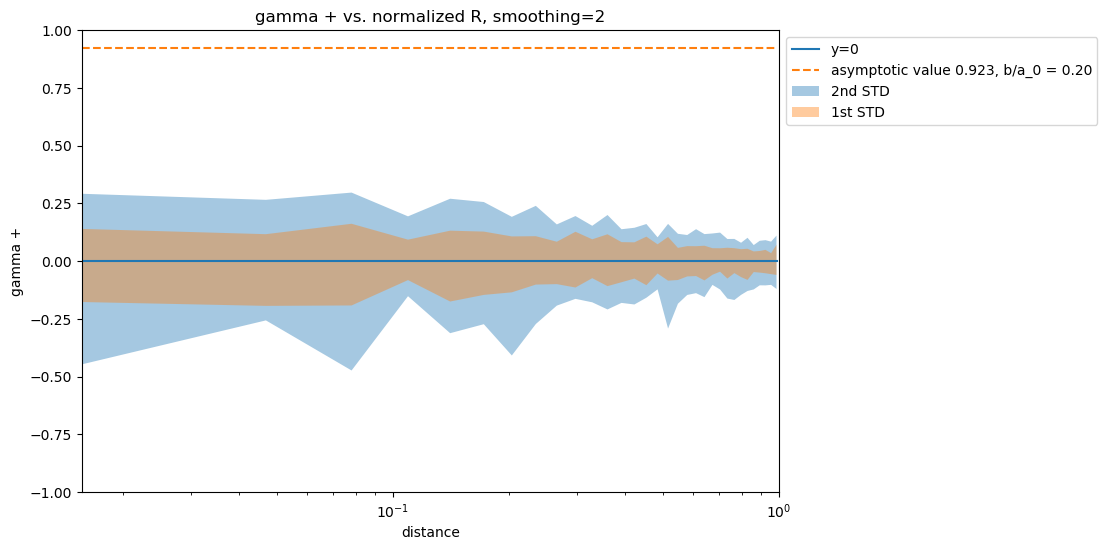 gamma + vs. normalized R, smoothing=2
1.00
0.75
0.50
0.25
0.00
−0.25
−0.50
−0.75
−1.00
gamma +
10⁻¹
10⁰
distance
y=0
asymptotic value 0.923, b/a_0 = 0.20
2nd STD
1st STD